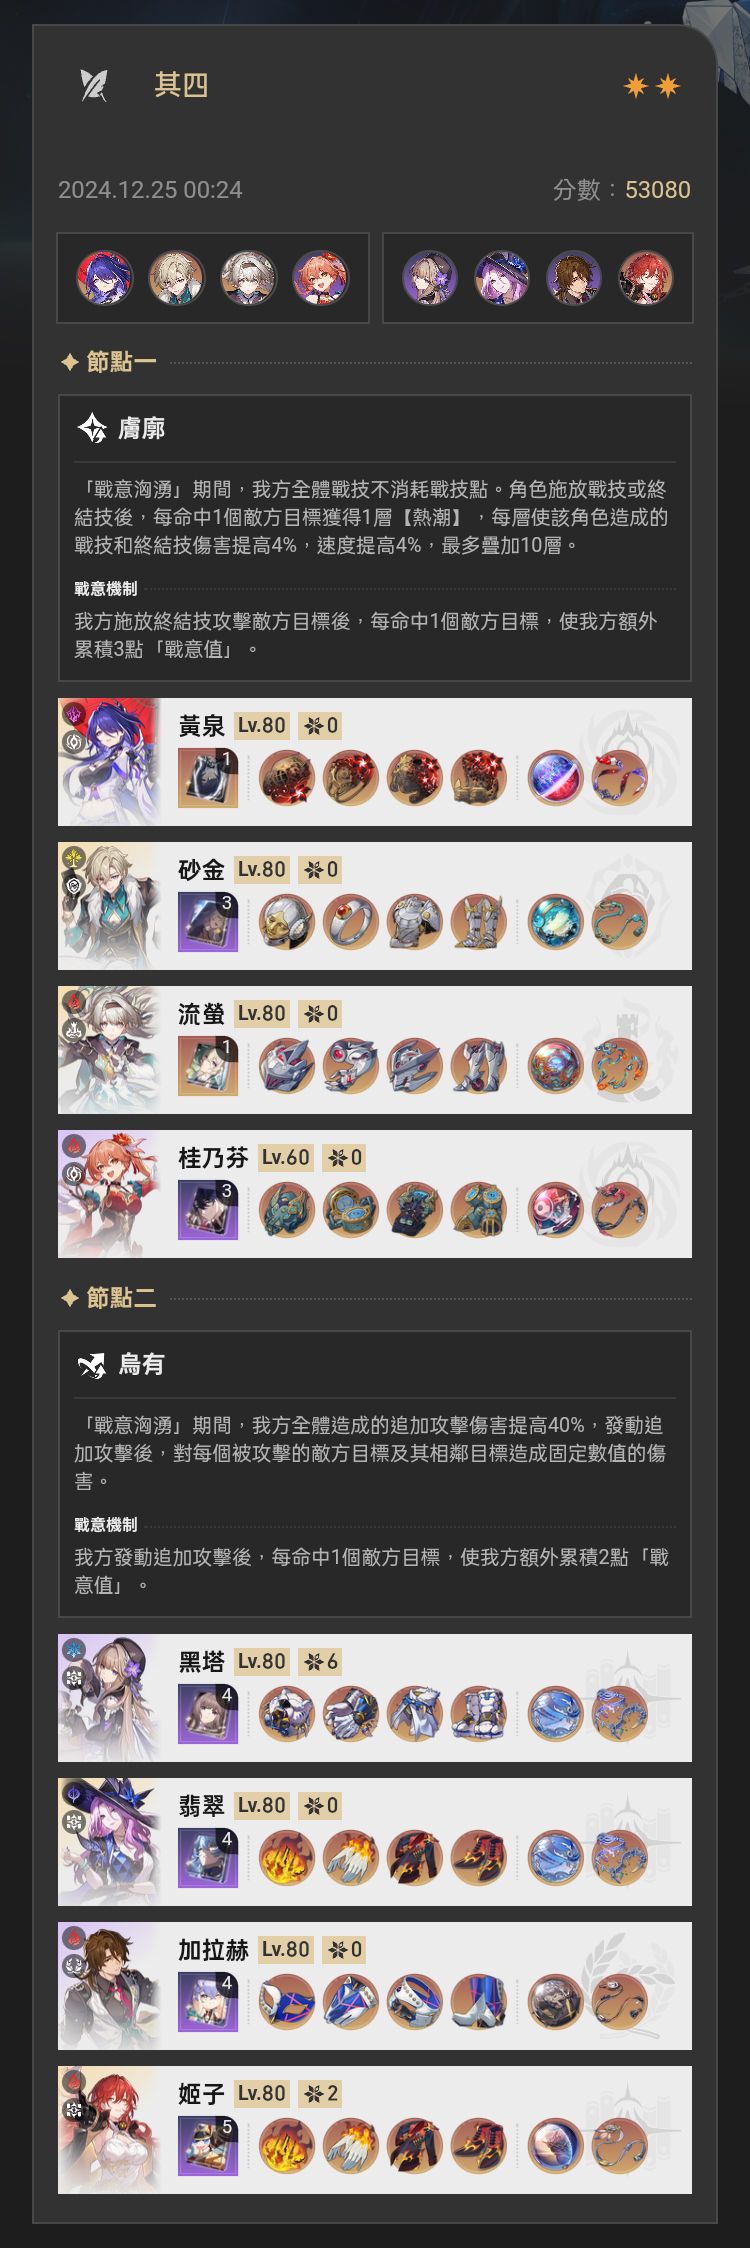 其四
2024.12.25 00:24
分數：53080
節點一
膚廓
「戰意洶湧」期間，我方全體戰技不消耗戰技點。角色施放戰技或終
結技後，每命中1個敵方目標獲得1層【熱潮】，每層使該角色造成的
戰技和終結技傷害提高4%，速度提高4%，最多疊加10層。
戰意機制
我方施放終結技攻擊敵方目標後，每命中1個敵方目標，使我方額外
累積3點「戰意值」。
黃泉 Lv.80 0
1
砂金 Lv.80 0
3
流螢 Lv.80 0
1
桂乃芬 Lv.60 0
3
節點二
烏有
「戰意洶湧」期間，我方全體造成的追加攻擊傷害提高40%，發動追
加攻擊後，對每個被攻擊的敵方目標及其相鄰目標造成固定數值的傷
害。
戰意機制
我方發動追加攻擊後，每命中1個敵方目標，使我方額外累積2點「戰
意值」。
黑塔 Lv.80 6
4
翡翠 Lv.80 0
4
加拉赫 Lv.80 0
4
姬子 Lv.80 2
5